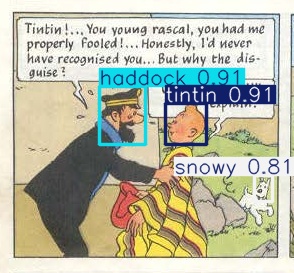 Tintin!... You young rascal, you had me
properly fooled!... Honestly, I'd never
have recognised you... But why the dis-
guise?
haddock 0.91
tintin 0.91
explain!
snowy 0.81